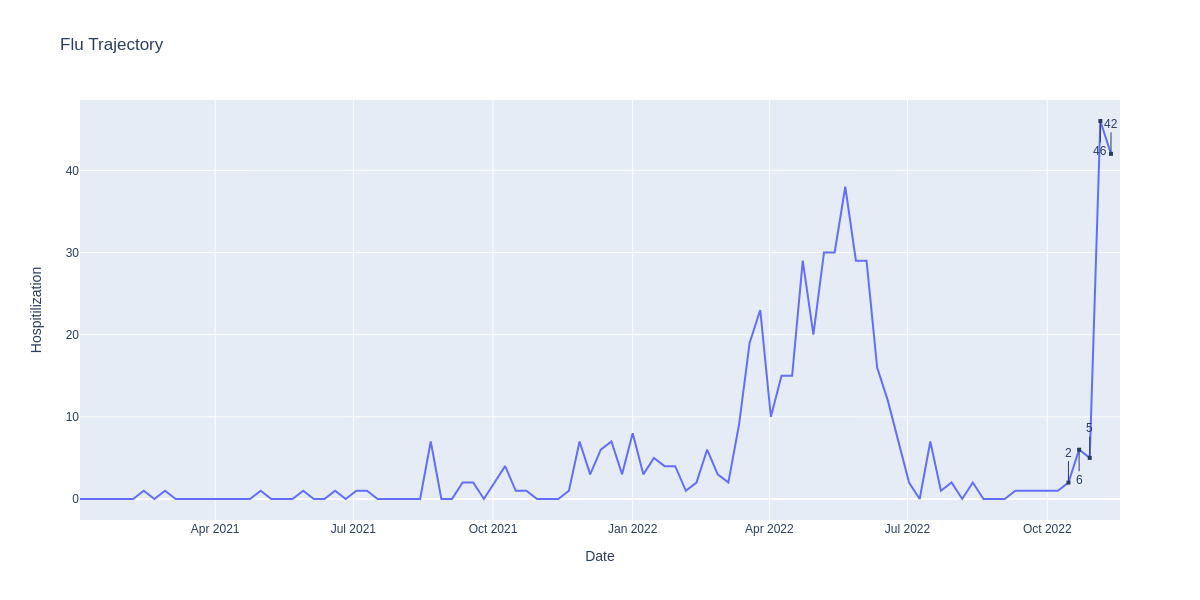 Flu Trajectory
42
46
40
30
20
10
5
2
6
0
Apr 2021
Jul 2021
Oct 2021
Jan 2022
Apr 2022
Jul 2022
Oct 2022
Date
Hospitilization